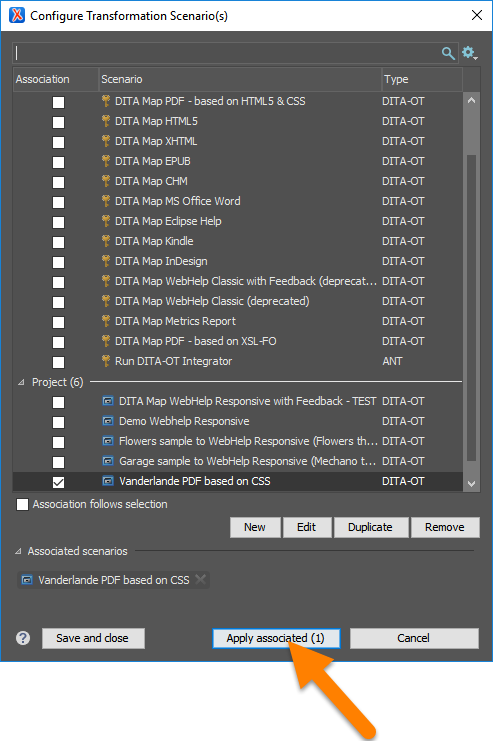 Configure Transformation Scenario(s)
Association Scenario Type
DITA Map PDF - based on HTML5 & CSS DITA-OT
DITA Map HTML5 DITA-OT
DITA Map XHTML DITA-OT
DITA Map EPUB DITA-OT
DITA Map CHM DITA-OT
DITA Map MS Office Word DITA-OT
DITA Map Eclipse Help DITA-OT
DITA Map Kindle DITA-OT
DITA Map InDesign DITA-OT
DITA Map WebHelp Classic with Feedback (deprecat... DITA-OT
DITA Map WebHelp Classic (deprecated) DITA-OT
DITA Map Metrics Report DITA-OT
DITA Map PDF - based on XSL-FO DITA-OT
Run DITA-OT Integrator ANT
Project (6)
DITA Map WebHelp Responsive with Feedback - TEST DITA-OT
Demo Webhelp Responsive DITA-OT
Flowers sample to WebHelp Responsive (Flowers th... DITA-OT
Garage sample to WebHelp Responsive (Mechano t... DITA-OT
Vanderlande PDF based on CSS DITA-OT
Association follows selection
New Edit Duplicate Remove
Associated scenarios
Vanderlande PDF based on CSS
? Save and close Apply associated (1) Cancel